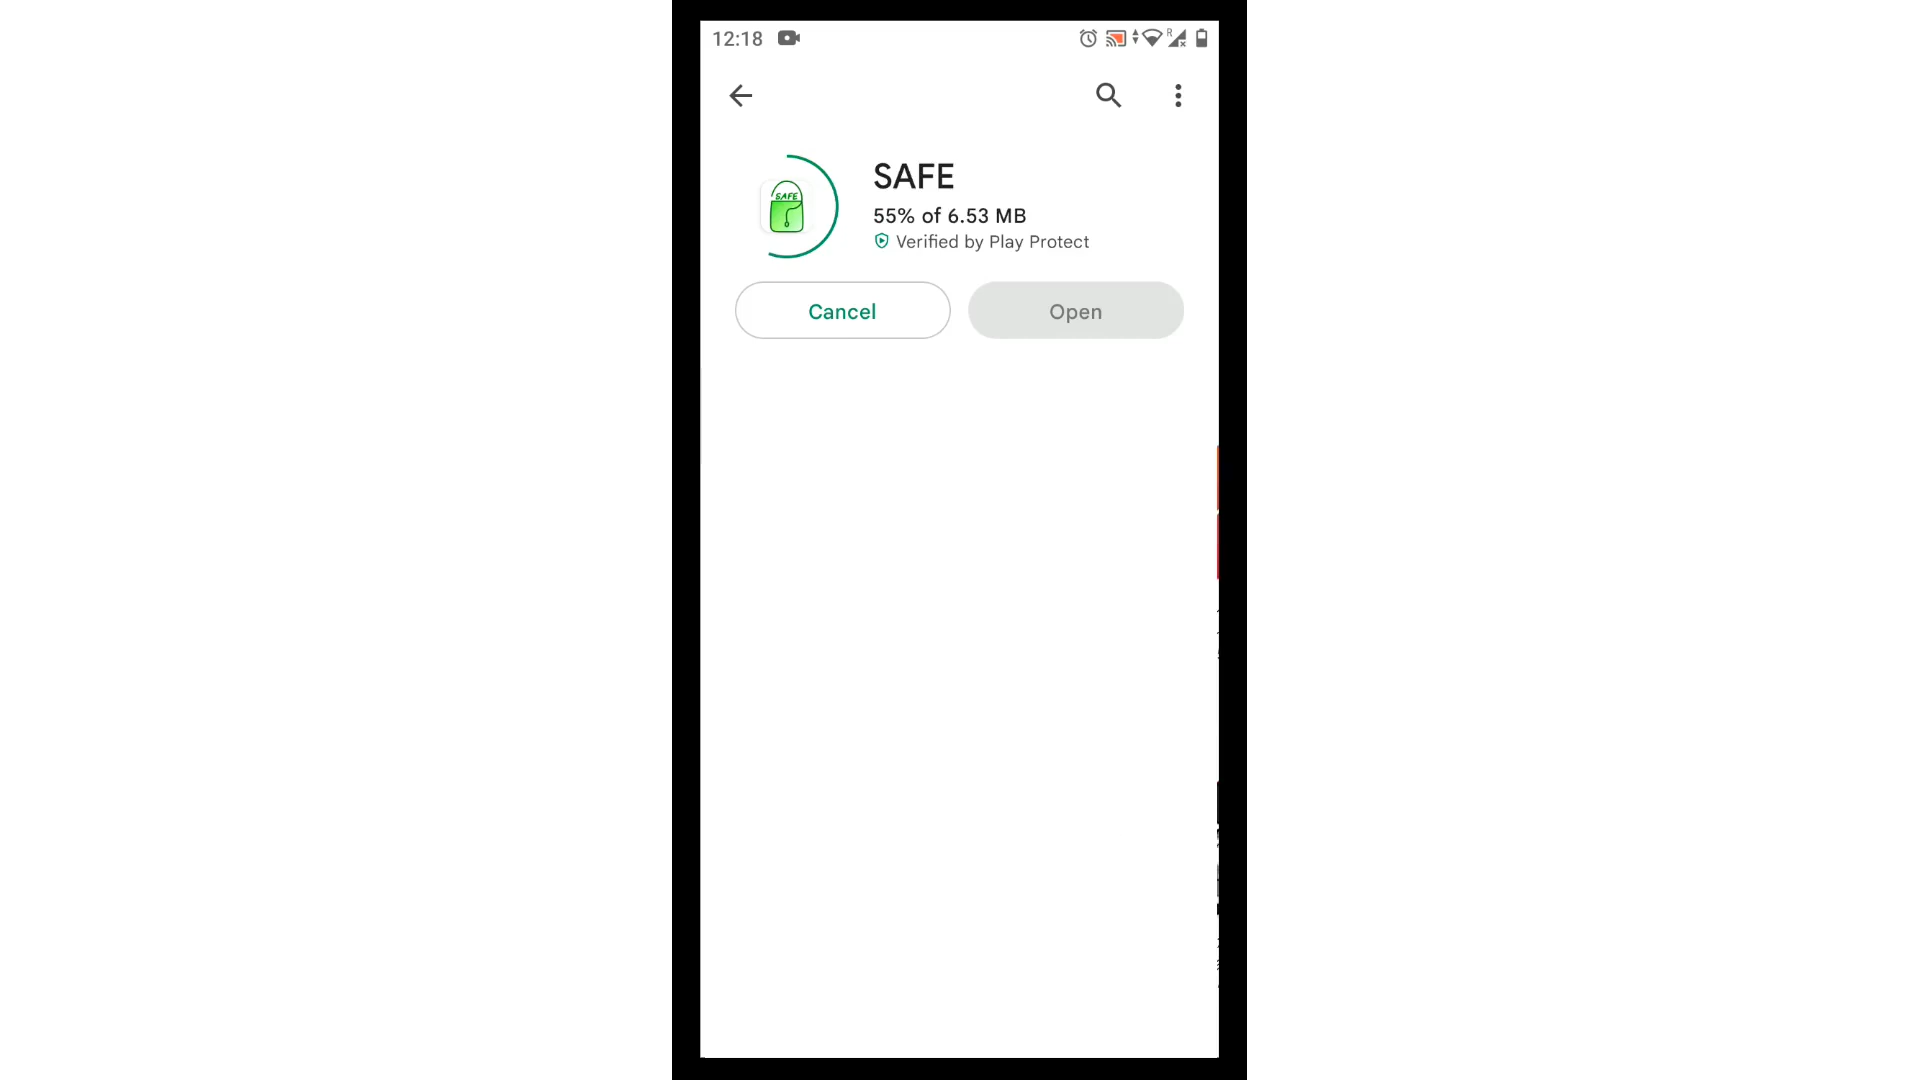 12:18
R
SAFE
SAFE
55% of 6.53 MB
Verified by Play Protect
Cancel
Open